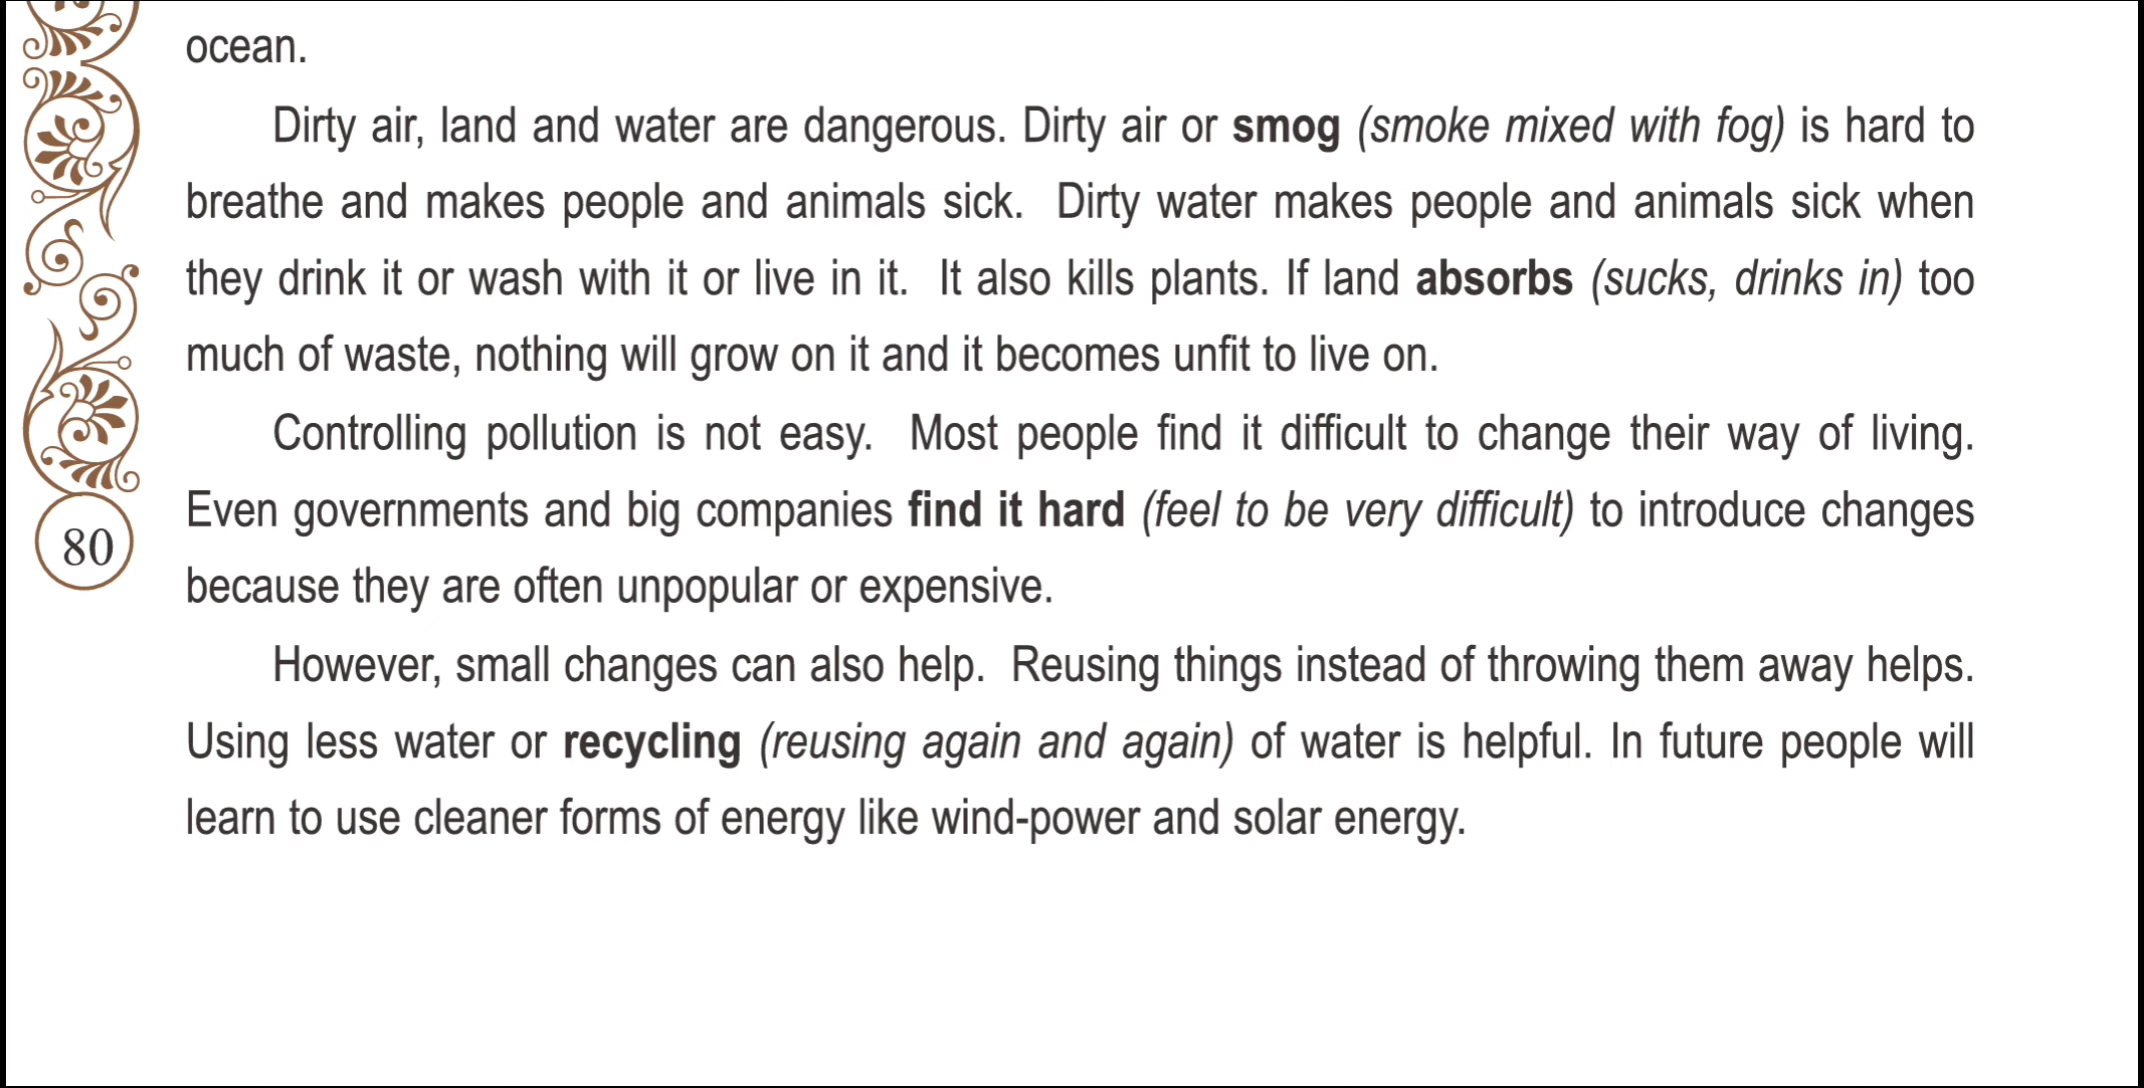 ocean.
Dirty air, land and water are dangerous. Dirty air or smog (smoke mixed with fog) is hard to
breathe and makes people and animals sick. Dirty water makes people and animals sick when
they drink it or wash with it or live in it. It also kills plants. If land absorbs (sucks, drinks in) too
much of waste, nothing will grow on it and it becomes unfit to live on.
Controlling pollution is not easy. Most people find it difficult to change their way of living.
Even governments and big companies find it hard (feel to be very difficult) to introduce changes
because they are often unpopular or expensive.
However, small changes can also help. Reusing things instead of throwing them away helps.
Using less water or recycling (reusing again and again) of water is helpful. In future people will
learn to use cleaner forms of energy like wind-power and solar energy.
80